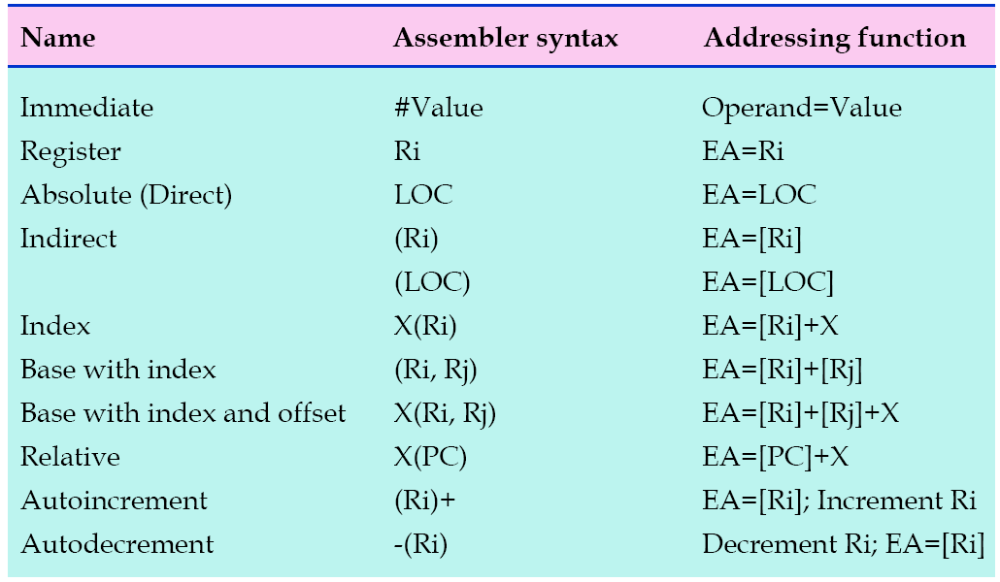 Name Assembler syntax Addressing function
Immediate #Value Operand=Value
Register Ri EA=Ri
Absolute (Direct) LOC EA=LOC
Indirect (Ri) EA=[Ri]
(LOC) EA=[LOC]
Index X(Ri) EA=[Ri]+X
Base with index (Ri, Rj) EA=[Ri]+[Rj]
Base with index and offset X(Ri, Rj) EA=[Ri]+[Rj]+X
Relative X(PC) EA=[PC]+X
Autoincrement (Ri)+ EA=[Ri]; Increment Ri
Autodecrement -(Ri) Decrement Ri; EA=[Ri]